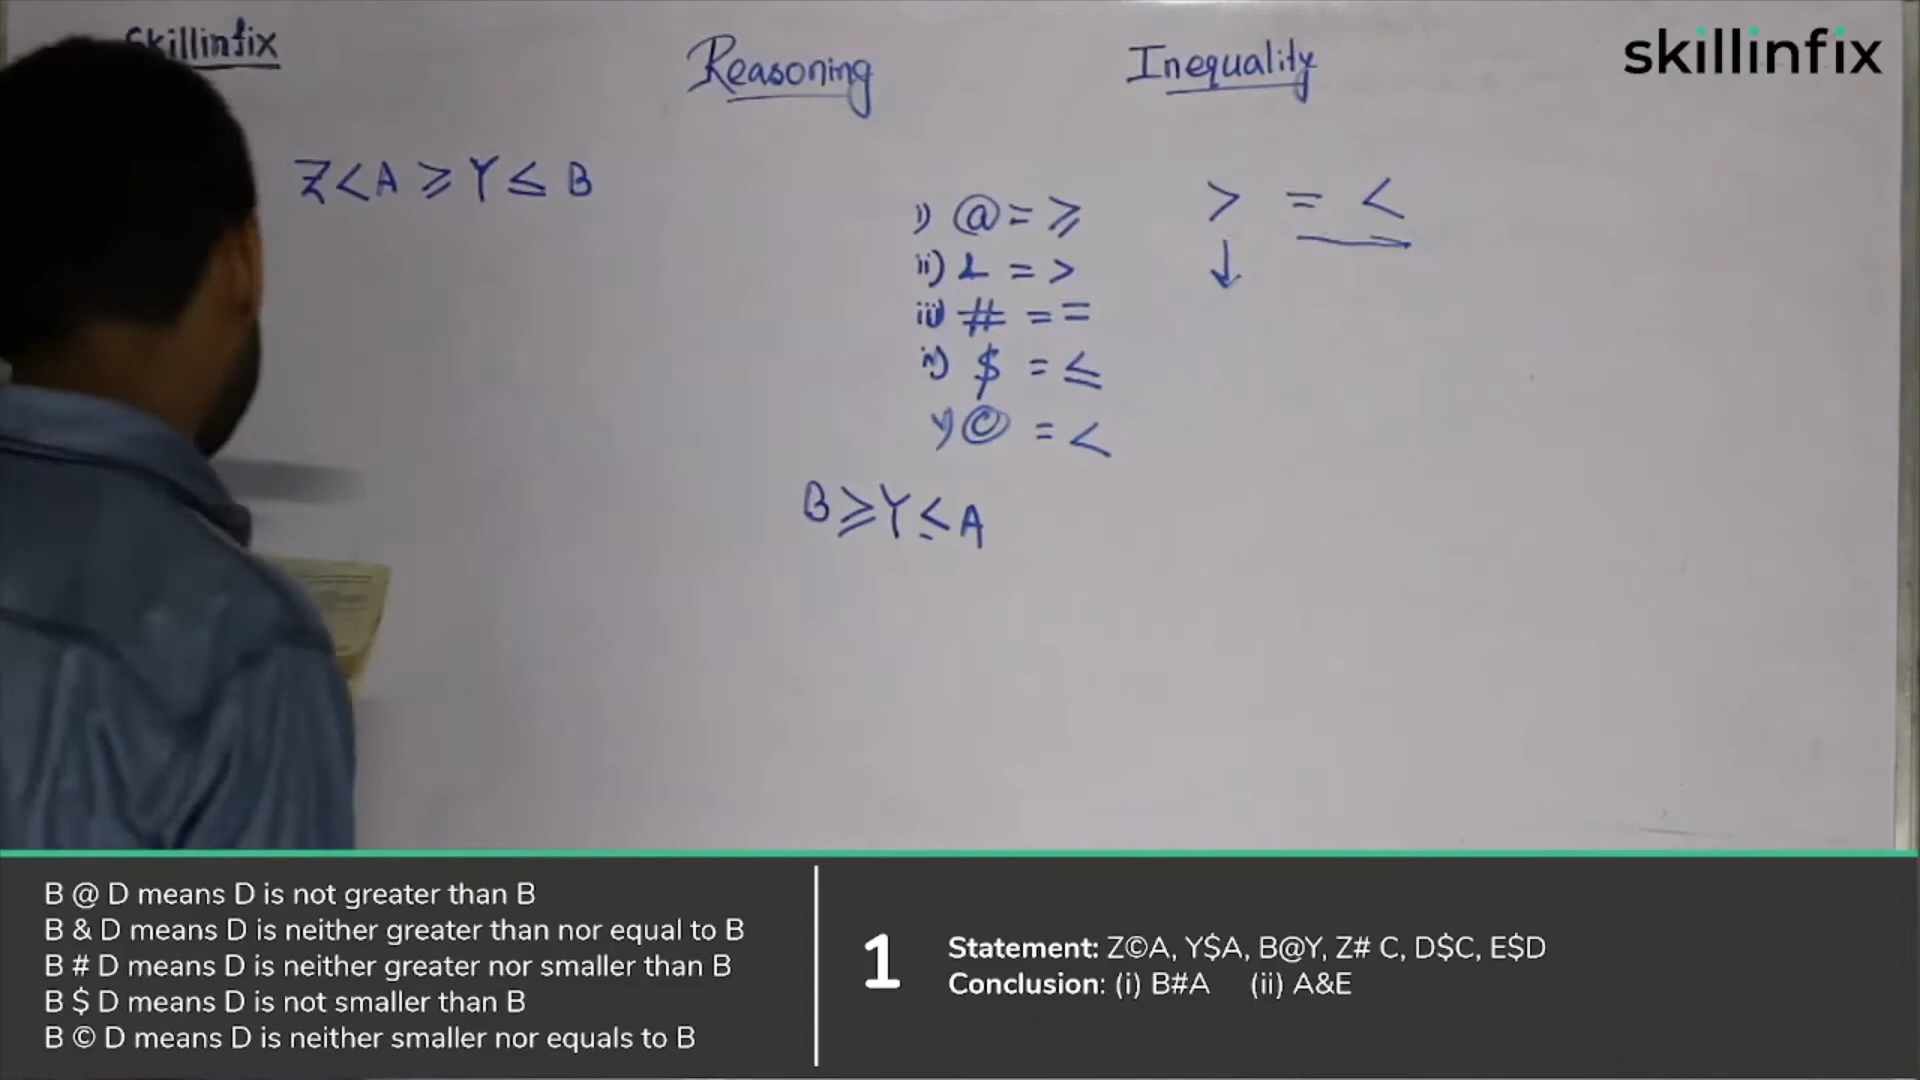 Skillinfix
Reasoning
Inequality
skillinfix
Z < A ≥ Y ≤ B
i) @ = ≥
ii) & = >
iii) # = =
iv) $ = ≤
v) © = <
> = <
↓
B ≥ Y ≤ A
B @ D means D is not greater than B
B & D means D is neither greater than nor equal to B
B # D means D is neither greater nor smaller than B
B $ D means D is not smaller than B
B © D means D is neither smaller nor equals to B
1
Statement: Z©A, Y$A, B@Y, Z# C, D$C, E$D
Conclusion: (i) B#A (ii) A&E